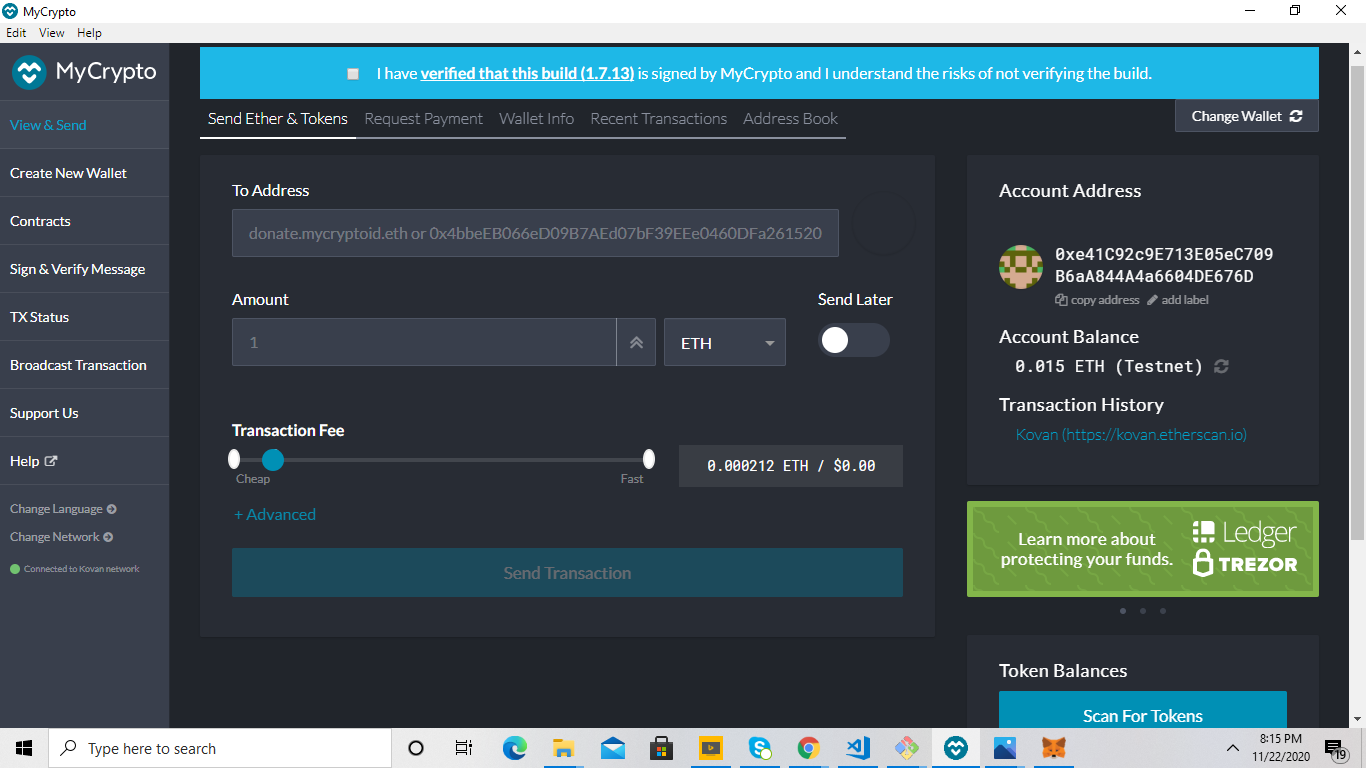 MyCrypto
Edit View Help
MyCrypto
I have verified that this build (1.7.13) is signed by MyCrypto and I understand the risks of not verifying the build.
View & Send
Create New Wallet
Contracts
Sign & Verify Message
TX Status
Broadcast Transaction
Support Us
Help
Change Language
Change Network
Connected to Kovan network
Send Ether & Tokens Request Payment Wallet Info Recent Transactions Address Book
Change Wallet
To Address
donate.mycryptoid.eth or 0x4bbeEB066eD09B7AEd07bF39EEe0460DFa261520
Amount
Send Later
1
ETH
Transaction Fee
Cheap
Fast
0.000212 ETH / $0.00
+ Advanced
Send Transaction
Account Address
0xe41C92c9E713E05eC709
B6aA844A4a6604DE676D
copy address add label
Account Balance
0.015 ETH (Testnet)
Transaction History
Kovan (https://kovan.etherscan.io)
Learn more about
protecting your funds.
Ledger
TREZOR
Token Balances
Scan For Tokens
Type here to search
8:15 PM
11/22/2020
19